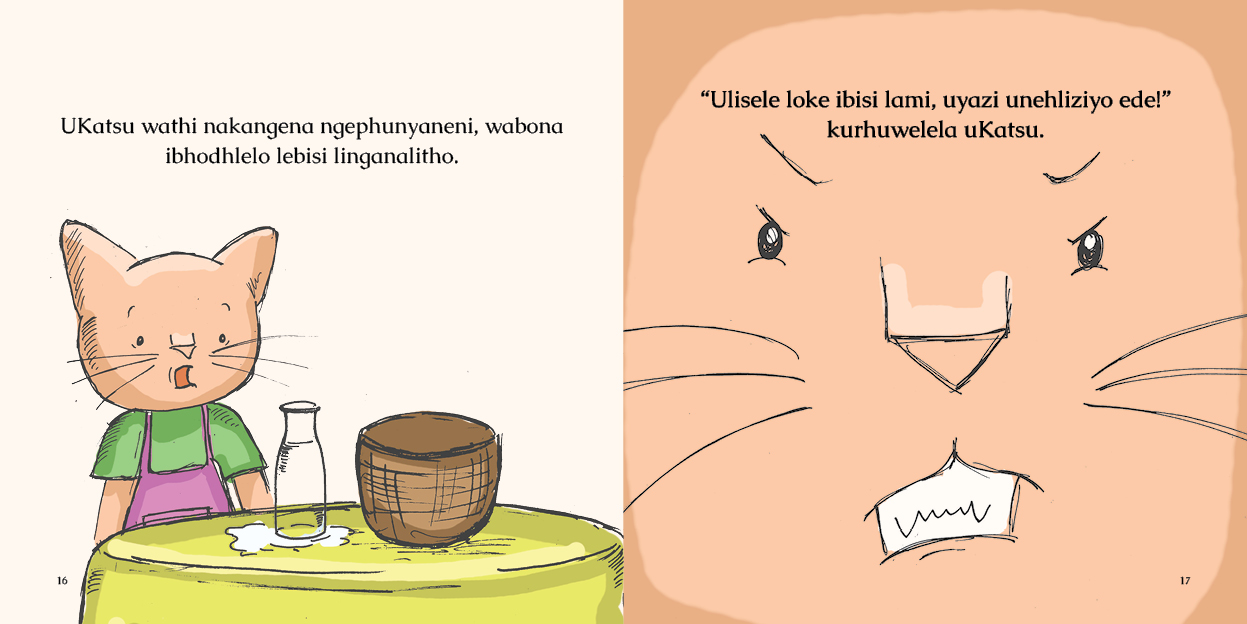 UKatsu wathi nakangena ngephunyaneni, wabona
ibhodhlelo lebisi linganalitho.
16
“Ulisele loke ibisi lami, uyazi unehliziyo ede!”
kurhuwelela uKatsu.
17